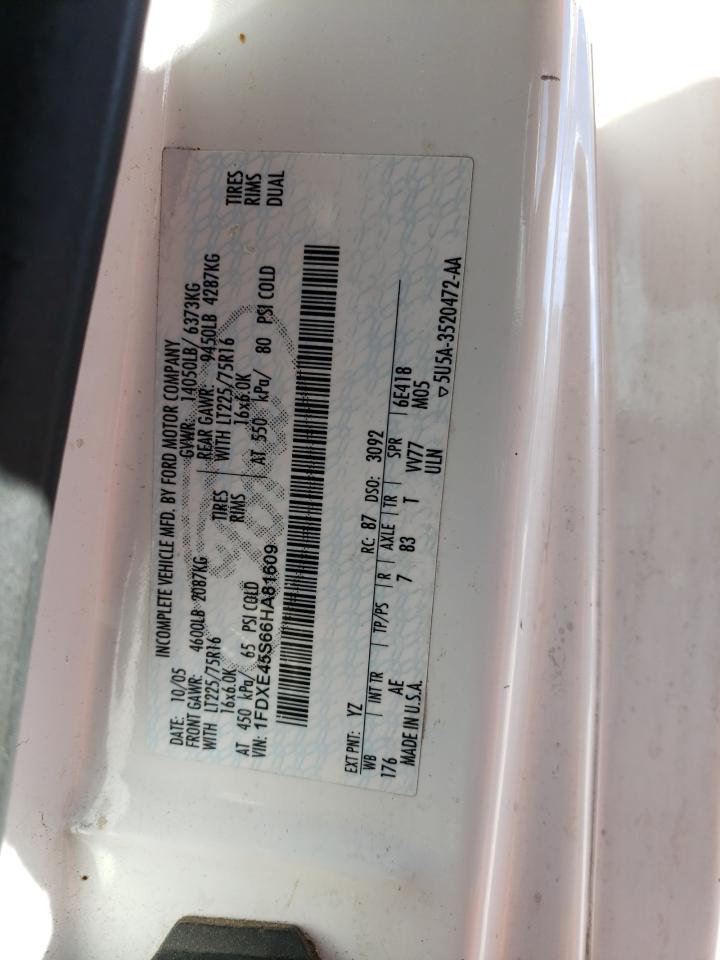 INCOMPLETE VEHICLE MFD. BY FORD MOTOR COMPANY
DATE: 10/05 GVWR: 14050LB/ 6373KG
FRONT GAWR: 4600LB 2087KG REAR GAWR: 9450LB 4287KG
WITH LT225/75R16 TIRES WITH LT225/75R16 TIRES
16x6.0K RIMS 16x6.0K RIMS
AT 450 kPa/ 65 PSI COLD AT 550 kPa/ 80 PSI COLD DUAL
VIN: 1FDXE45S66HA81609
EXT PNT: YZ RC: 87 DSO: 3092
WB INT TR TP/PS R AXLE TR SPR
176 AE 7 83 T VV77 6E418
MADE IN U.S.A. ULN M05
▽5U5A-3520472-AA